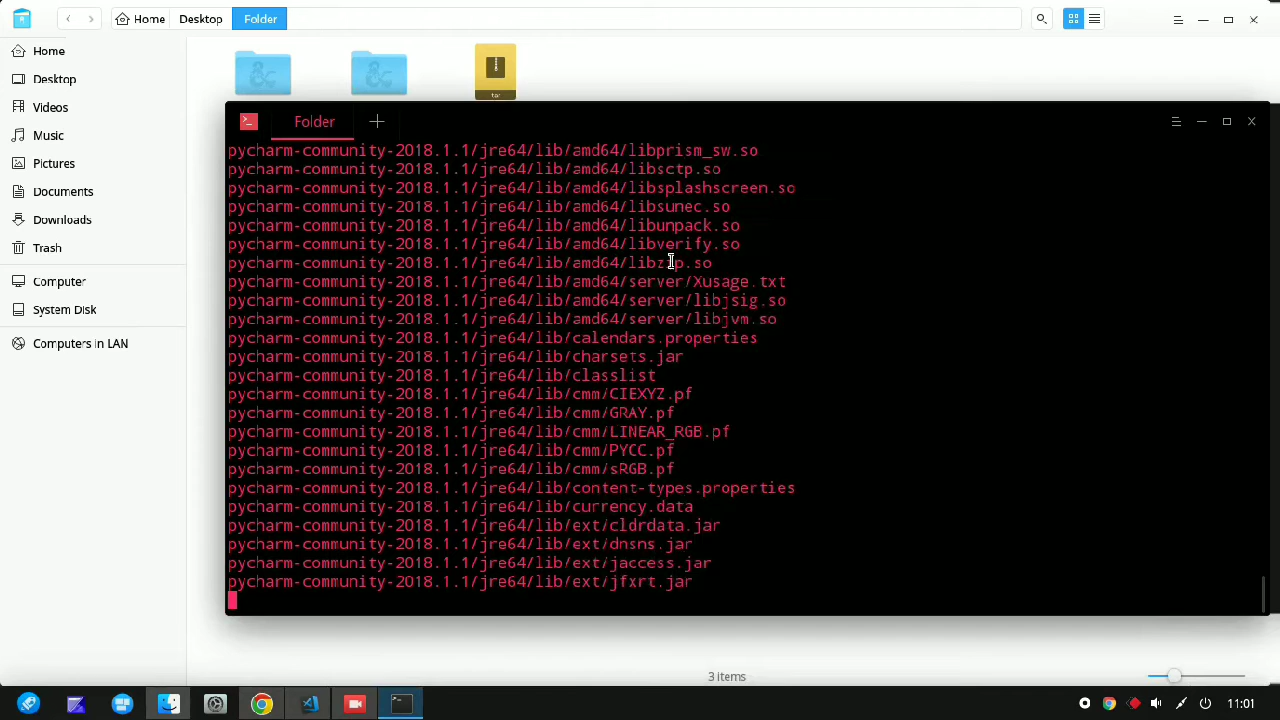 Home
Desktop
Folder
Home
Desktop
Videos
Music
Pictures
Documents
Downloads
Trash
Computer
System Disk
Computers in LAN
tar
Folder
pycharm-community-2018.1.1/jre64/lib/amd64/libprism_sw.so
pycharm-community-2018.1.1/jre64/lib/amd64/libsctp.so
pycharm-community-2018.1.1/jre64/lib/amd64/libsplashscreen.so
pycharm-community-2018.1.1/jre64/lib/amd64/libsunec.so
pycharm-community-2018.1.1/jre64/lib/amd64/libunpack.so
pycharm-community-2018.1.1/jre64/lib/amd64/libverify.so
pycharm-community-2018.1.1/jre64/lib/amd64/libzip.so
pycharm-community-2018.1.1/jre64/lib/amd64/server/Xusage.txt
pycharm-community-2018.1.1/jre64/lib/amd64/server/libjsig.so
pycharm-community-2018.1.1/jre64/lib/amd64/server/libjvm.so
pycharm-community-2018.1.1/jre64/lib/calendars.properties
pycharm-community-2018.1.1/jre64/lib/charsets.jar
pycharm-community-2018.1.1/jre64/lib/classlist
pycharm-community-2018.1.1/jre64/lib/cmm/CIEXYZ.pf
pycharm-community-2018.1.1/jre64/lib/cmm/GRAY.pf
pycharm-community-2018.1.1/jre64/lib/cmm/LINEAR_RGB.pf
pycharm-community-2018.1.1/jre64/lib/cmm/PYCC.pf
pycharm-community-2018.1.1/jre64/lib/cmm/sRGB.pf
pycharm-community-2018.1.1/jre64/lib/content-types.properties
pycharm-community-2018.1.1/jre64/lib/currency.data
pycharm-community-2018.1.1/jre64/lib/ext/cldrdata.jar
pycharm-community-2018.1.1/jre64/lib/ext/dnsns.jar
pycharm-community-2018.1.1/jre64/lib/ext/jaccess.jar
pycharm-community-2018.1.1/jre64/lib/ext/jfxrt.jar
3 items
11:01